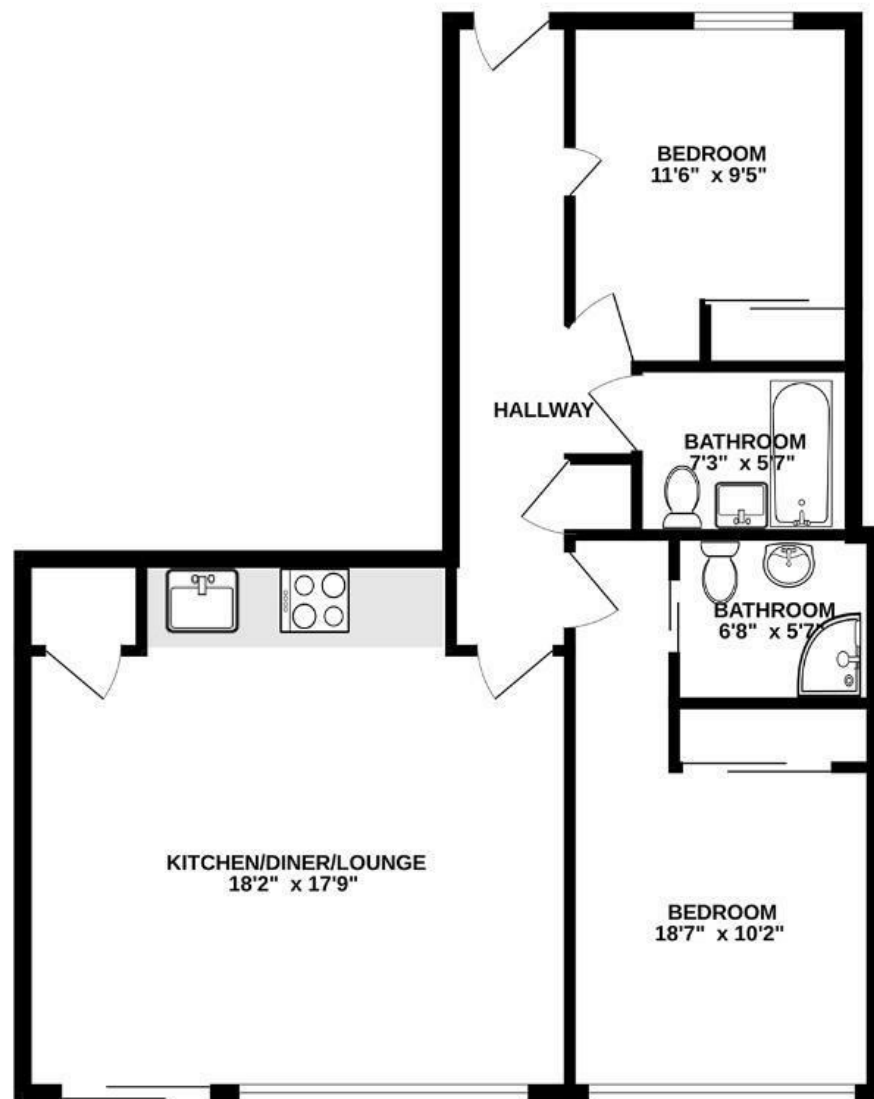 BEDROOM
11'6" x 9'5"
HALLWAY
BATHROOM
7'3" x 5'7"
BATHROOM
6'8" x 5'7"
KITCHEN/DINER/LOUNGE
18'2" x 17'9"
BEDROOM
18'7" x 10'2"